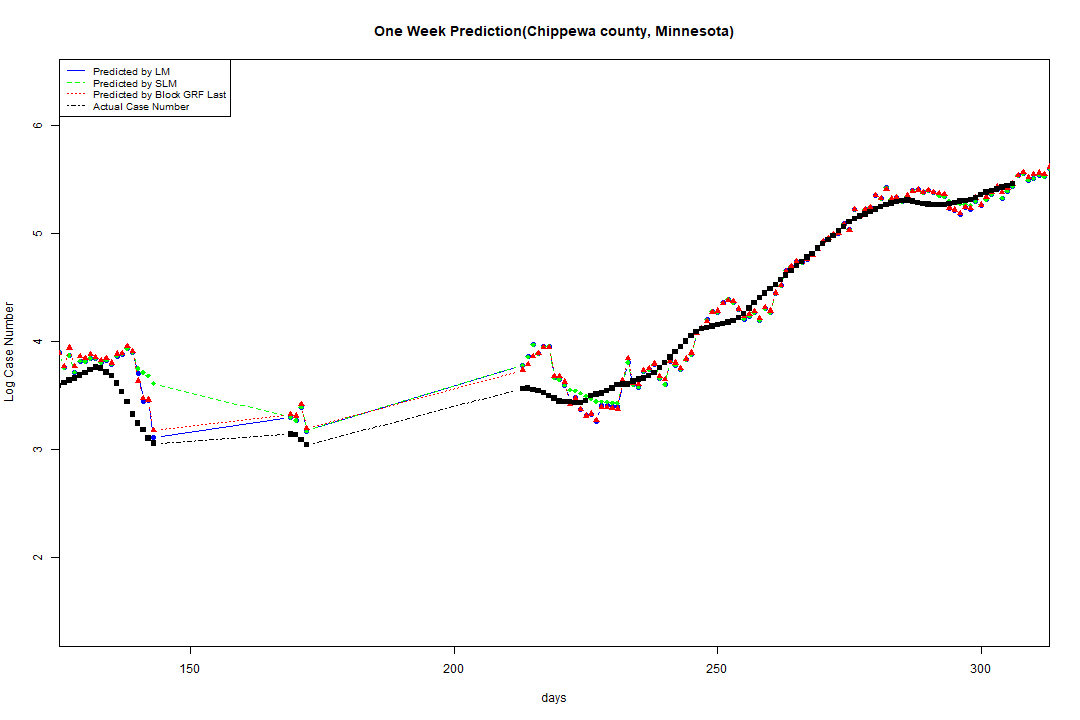 One Week Prediction(Chippewa county, Minnesota)
Predicted by LM
Predicted by SLM
Predicted by Block GRF Last
Actual Case Number
6
5
4
3
2
Log Case Number
150 200 250 300
days